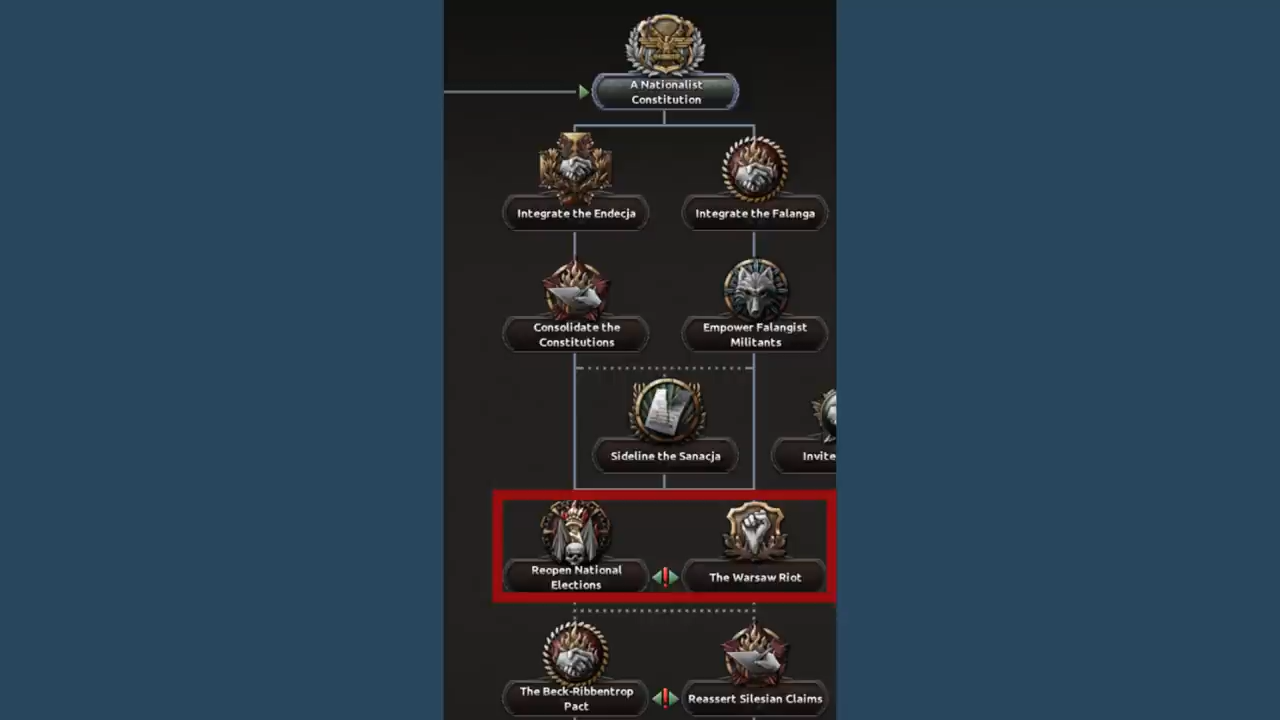 A Nationalist
Constitution
Integrate the Endecja
Integrate the Falanga
Consolidate the
Constitutions
Empower Falangist
Militants
Sideline the Sanacja
Invite
Reopen National
Elections
The Warsaw Riot
The Beck-Ribbentrop
Pact
Reassert Silesian Claims